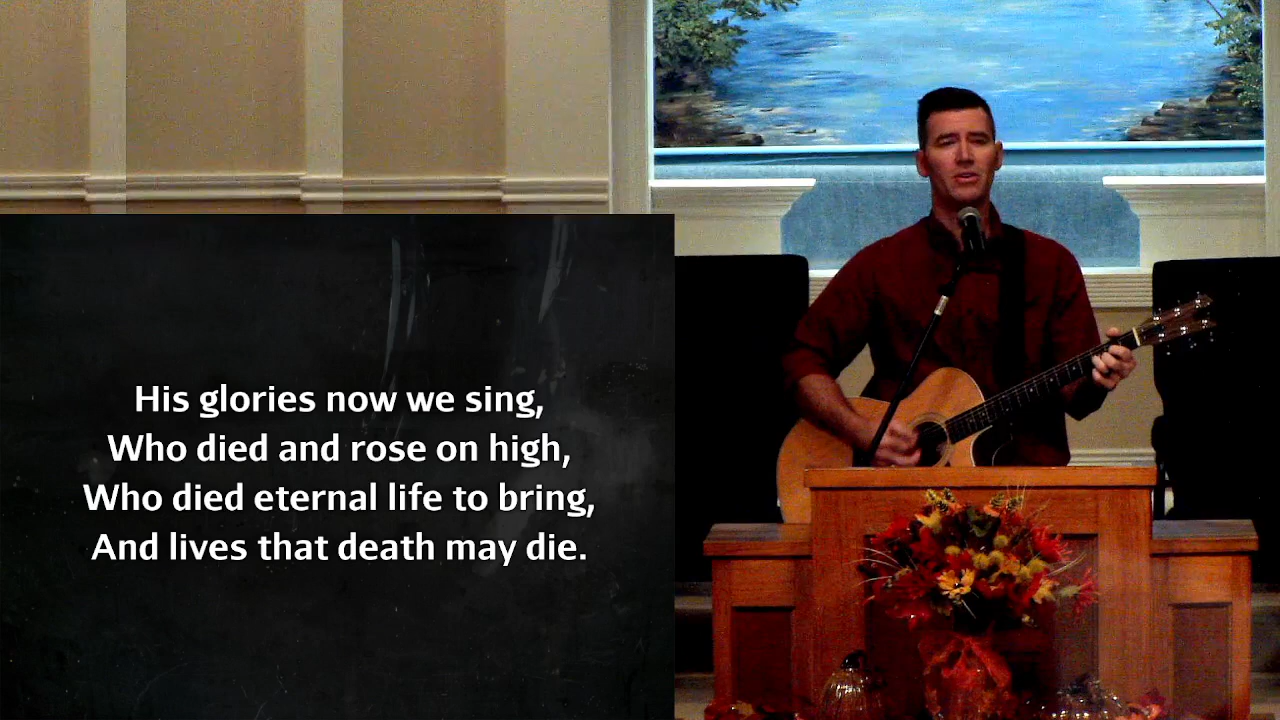 His glories now we sing,
Who died and rose on high,
Who died eternal life to bring,
And lives that death may die.